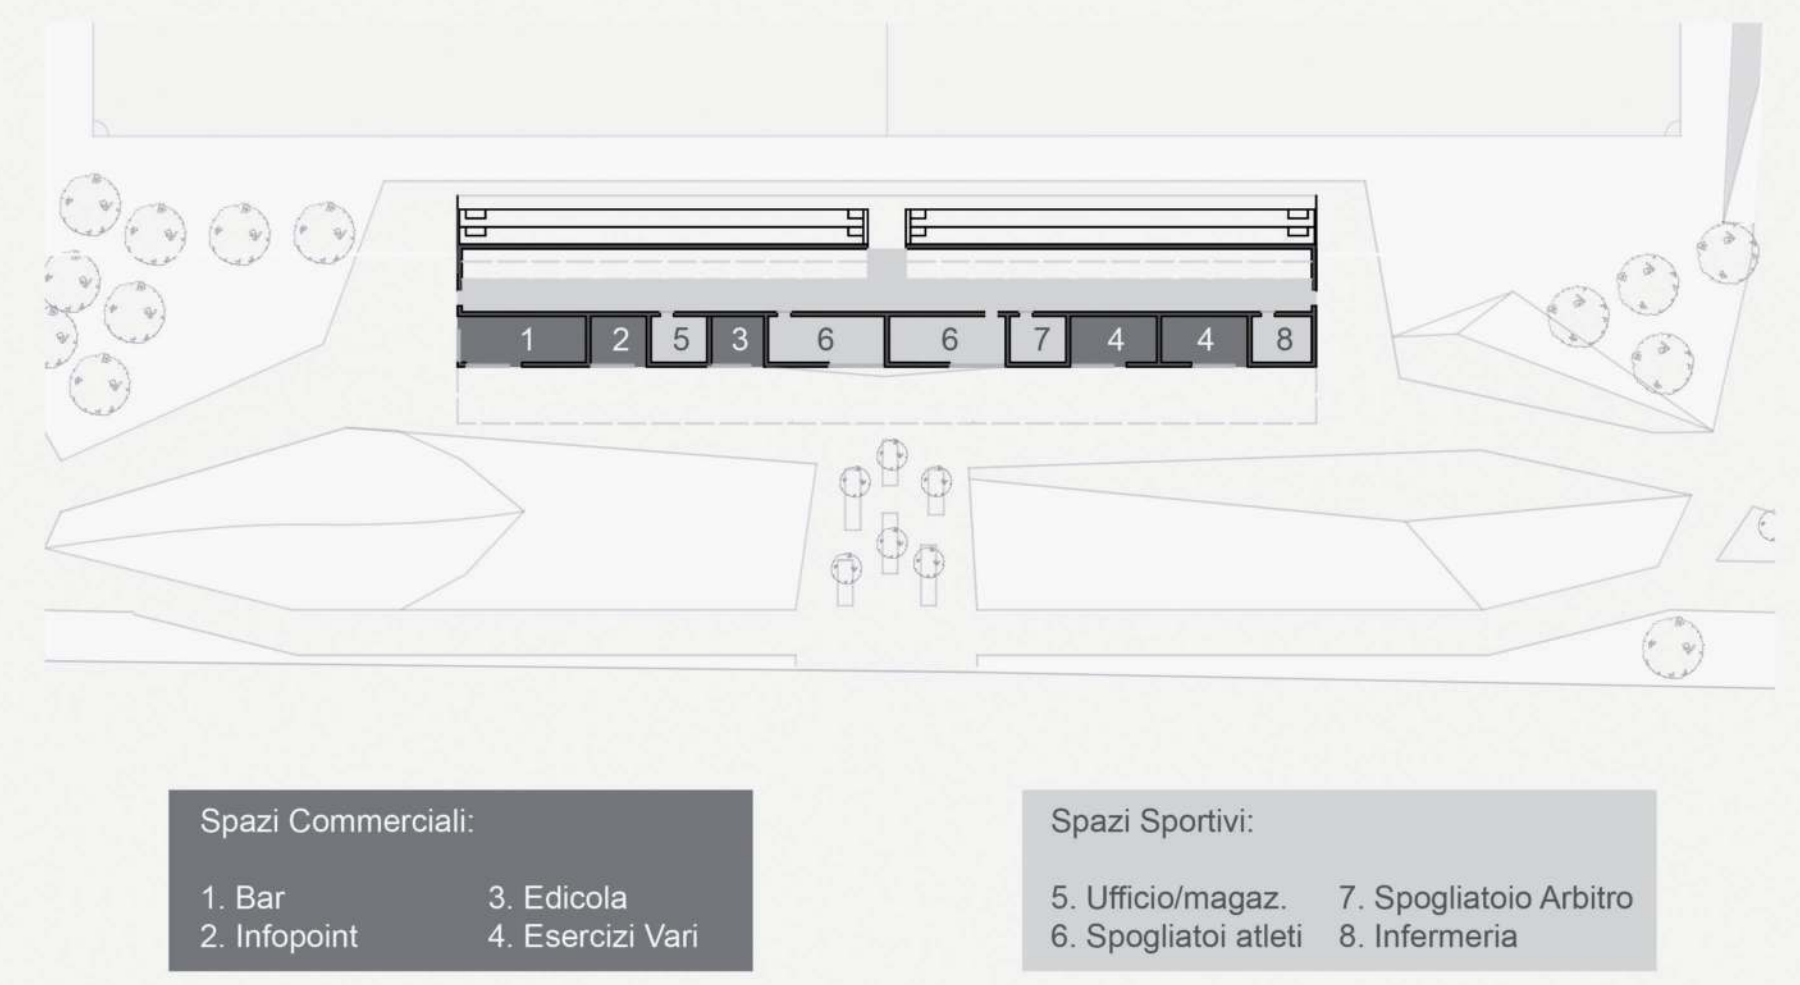 1 2 5 3 6 6 7 4 4 8
Spazi Commerciali:
1. Bar
2. Infopoint
3. Edicola
4. Esercizi Vari
Spazi Sportivi:
5. Ufficio/magaz.
6. Spogliatoi atleti
7. Spogliatoio Arbitro
8. Infermeria